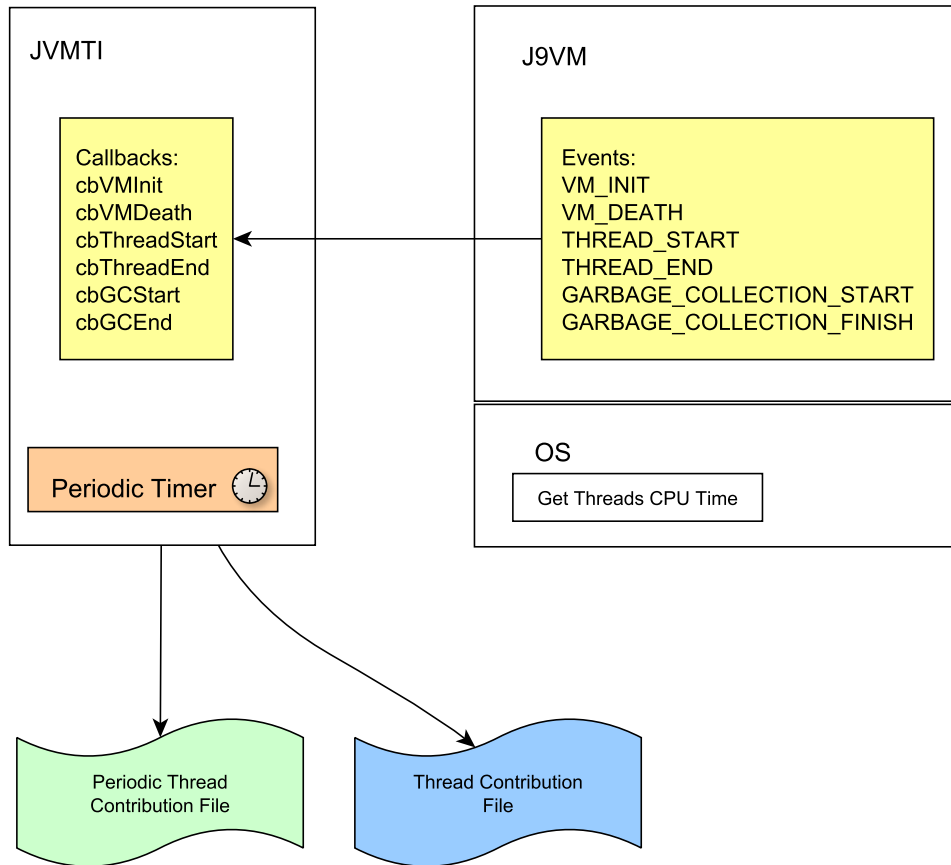 JVMTI
Callbacks:
cbVMInit
cbVMDeath
cbThreadStart
cbThreadEnd
cbGCStart
cbGCEnd
Periodic Timer
J9VM
Events:
VM_INIT
VM_DEATH
THREAD_START
THREAD_END
GARBAGE_COLLECTION_START
GARBAGE_COLLECTION_FINISH
OS
Get Threads CPU Time
Periodic Thread
Contribution File
Thread Contribution
File